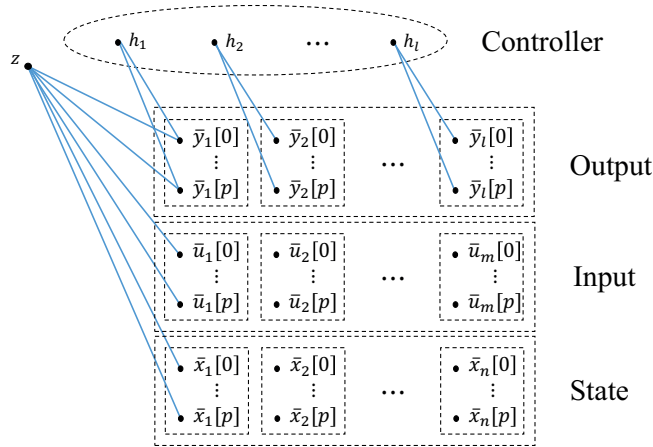 z h₁ h₂ ⋯ hₗ Controller
ȳ₁[0] ȳ₂[0] ȳₗ[0]
⋮ ⋮ ⋯ ⋮ Output
ȳ₁[p] ȳ₂[p] ȳₗ[p]
ū₁[0] ū₂[0] ūₘ[0]
⋮ ⋮ ⋯ ⋮ Input
ū₁[p] ū₂[p] ūₘ[p]
x̄₁[0] x̄₂[0] x̄ₙ[0]
⋮ ⋮ ⋯ ⋮ State
x̄₁[p] x̄₂[p] x̄ₙ[p]